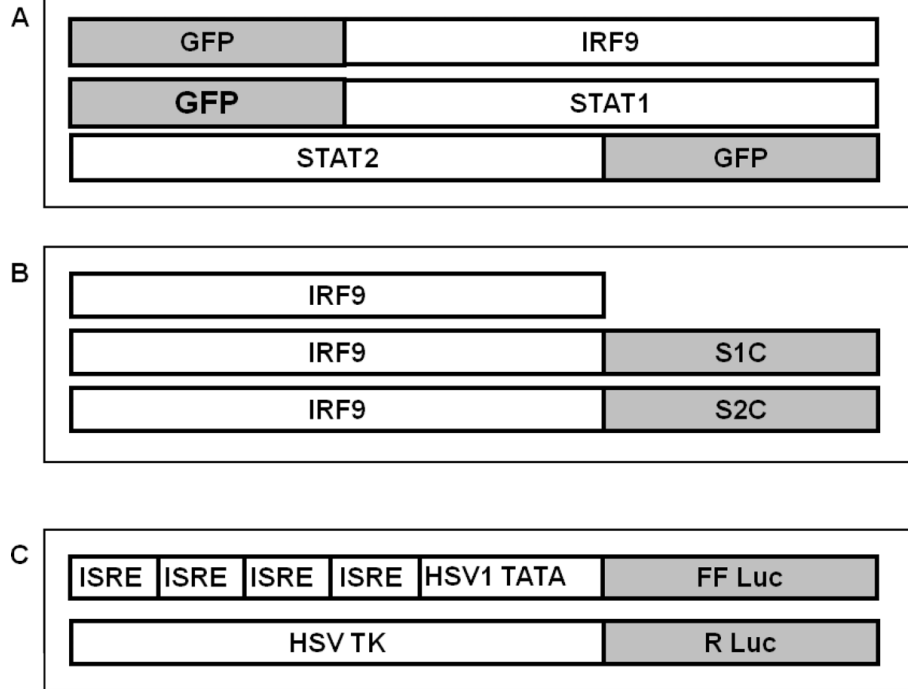 A
GFP IRF9
GFP STAT1
STAT2 GFP
B
IRF9
IRF9 S1C
IRF9 S2C
C
ISRE ISRE ISRE ISRE HSV1 TATA FF Luc
HSV TK R Luc